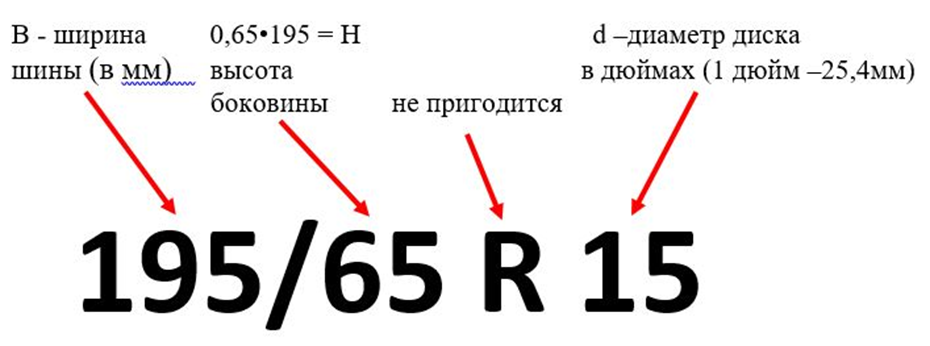 B - ширина
шины (в мм)
0,65•195 = H
высота
боковины
не пригодится
d –диаметр диска
в дюймах (1 дюйм –25,4мм)
195/65 R 15